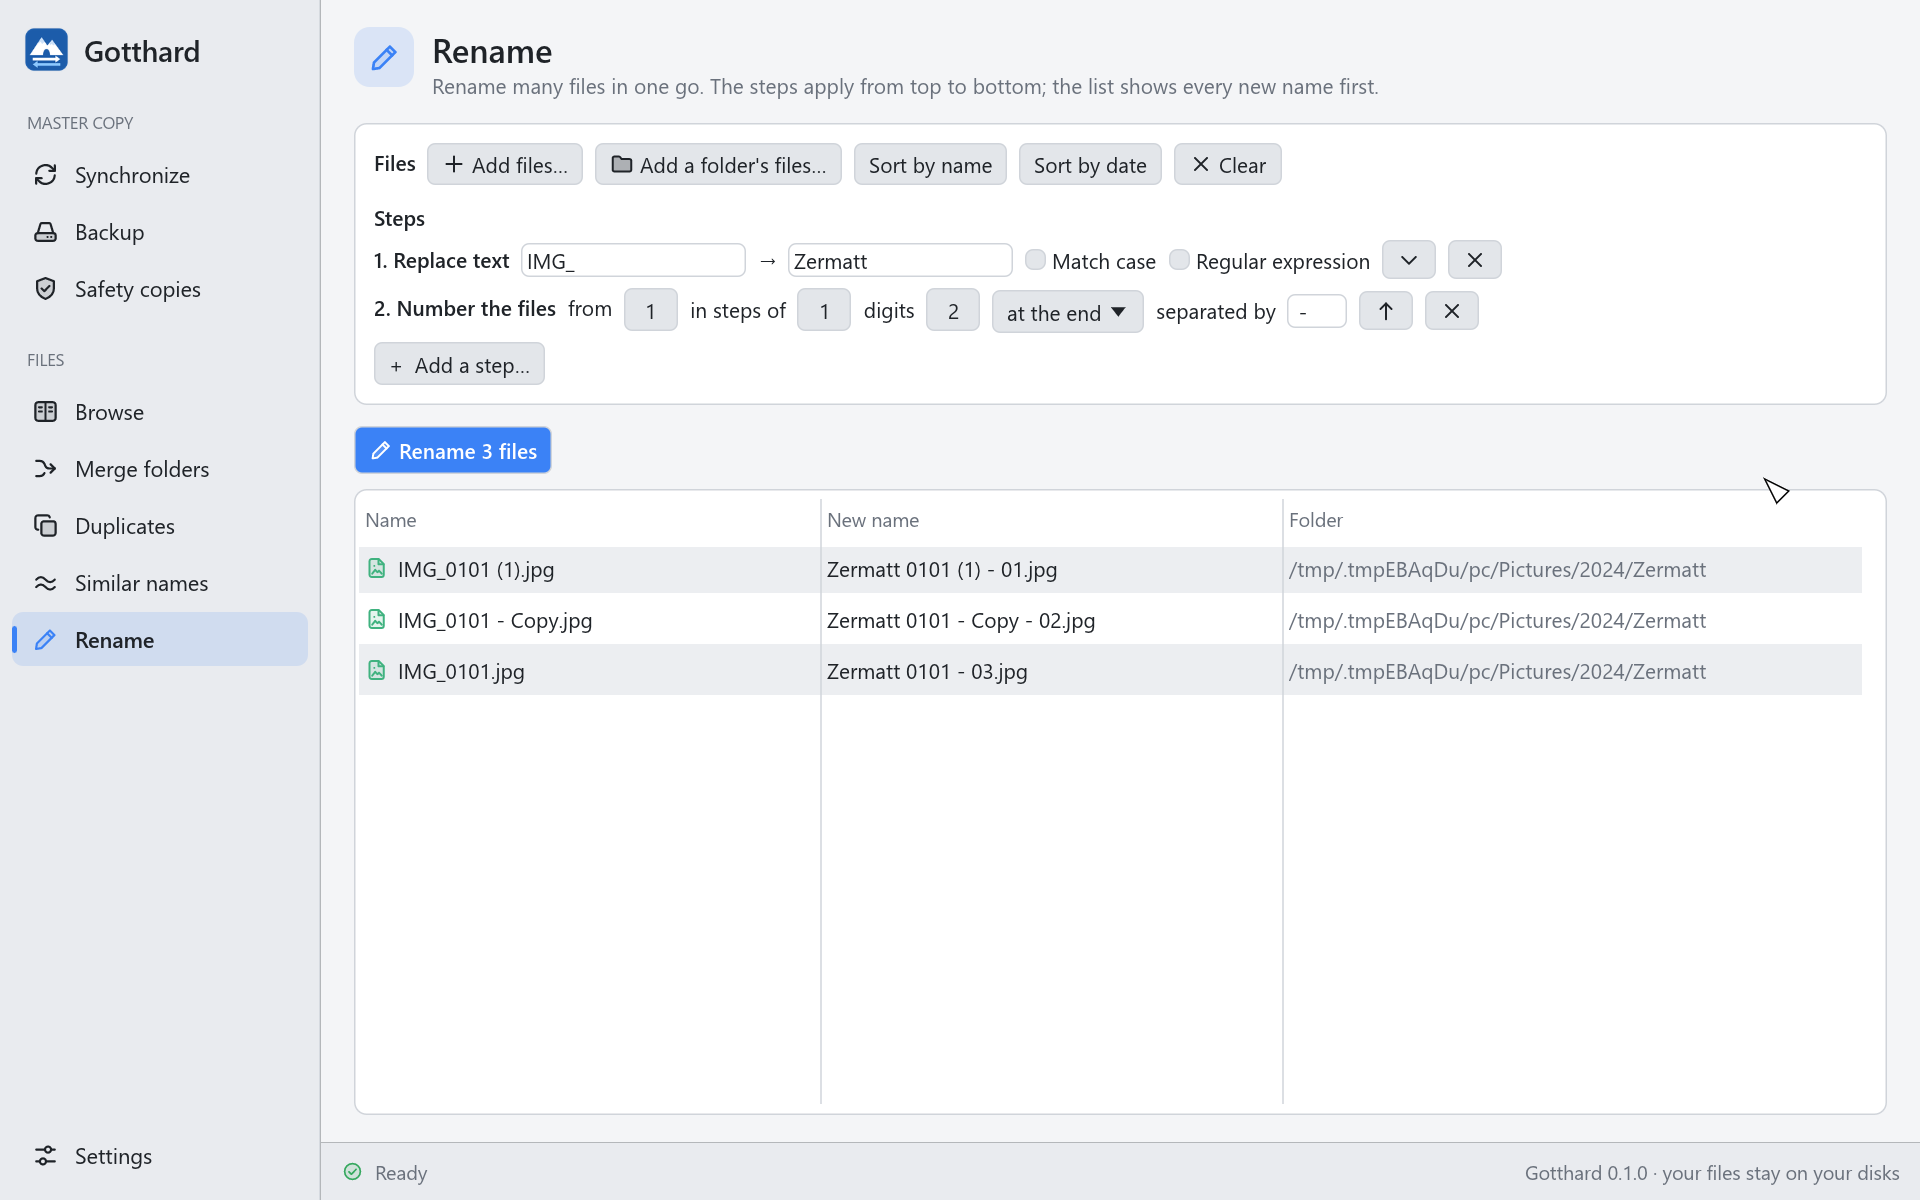 Gotthard
MASTER COPY
Synchronize
Backup
Safety copies
FILES
Browse
Merge folders
Duplicates
Similar names
Rename
Settings
Rename
Rename many files in one go. The steps apply from top to bottom; the list shows every new name first.
Files + Add files... Add a folder's files... Sort by name Sort by date Clear
Steps
1. Replace text IMG_ → Zermatt Match case Regular expression
2. Number the files from 1 in steps of 1 digits 2 at the end separated by -
+ Add a step...
Rename 3 files
Name New name Folder
IMG_0101 (1).jpg Zermatt 0101 (1) - 01.jpg /tmp/.tmpEBAqDu/pc/Pictures/2024/Zermatt
IMG_0101 - Copy.jpg Zermatt 0101 - Copy - 02.jpg /tmp/.tmpEBAqDu/pc/Pictures/2024/Zermatt
IMG_0101.jpg Zermatt 0101 - 03.jpg /tmp/.tmpEBAqDu/pc/Pictures/2024/Zermatt
Ready
Gotthard 0.1.0 · your files stay on your disks